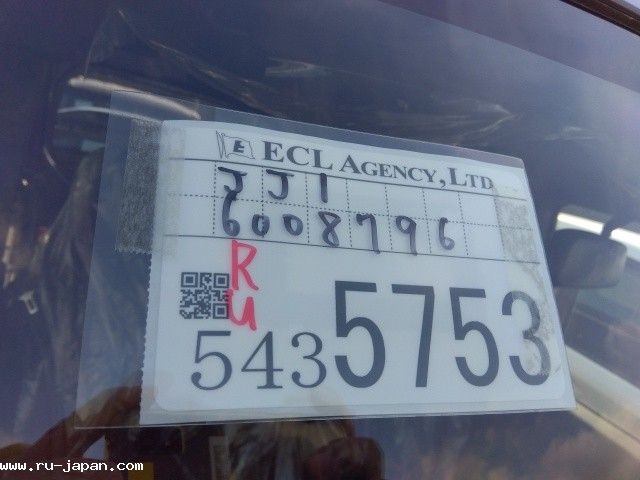 E ECL AGENCY, LTD
JJ1
6008796
RU
5435753
www.ru-japan.com